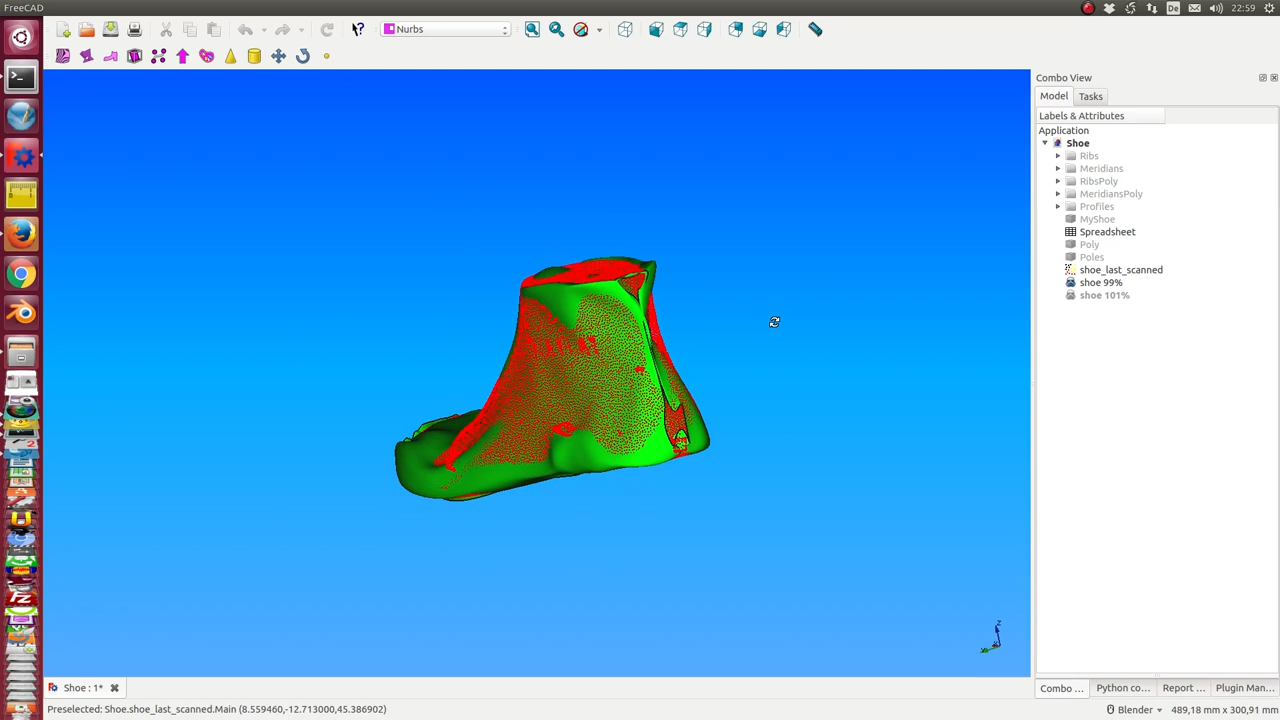 FreeCAD
De
22:59
Nurbs
Combo View
Model
Tasks
Labels & Attributes
Application
Shoe
Ribs
Meridians
RibsPoly
MeridiansPoly
Profiles
MyShoe
Spreadsheet
Poly
Poles
shoe_last_scanned
shoe 99%
shoe 101%
Z
Shoe : 1*
Combo ...
Python co...
Report ...
Plugin Man...
Preselected: Shoe.shoe_last_scanned.Main (8.559460,-12.713000,45.386902)
Blender
489,18 mm x 300,91 mm